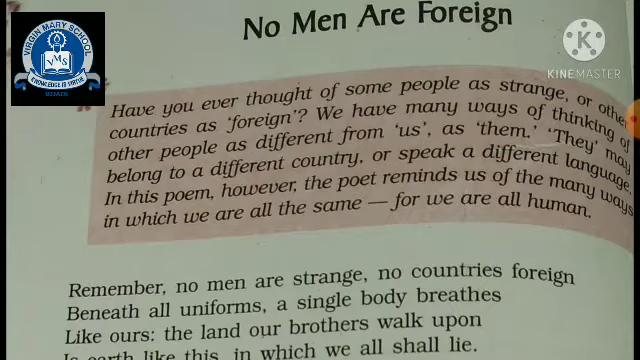 No Men Are Foreign
VIRGIN MARY SCHOOL
VMS
KNOWLEDGE IS VIRTUE
KINEMASTER
Have you ever thought of some people as strange, or other
countries as 'foreign'? We have many ways of thinking of
other people as different from 'us', as 'them.' 'They' may
belong to a different country, or speak a different language.
In this poem, however, the poet reminds us of the many ways
in which we are all the same — for we are all human.
Remember, no men are strange, no countries foreign
Beneath all uniforms, a single body breathes
Like ours: the land our brothers walk upon
Is earth like this, in which we all shall lie.